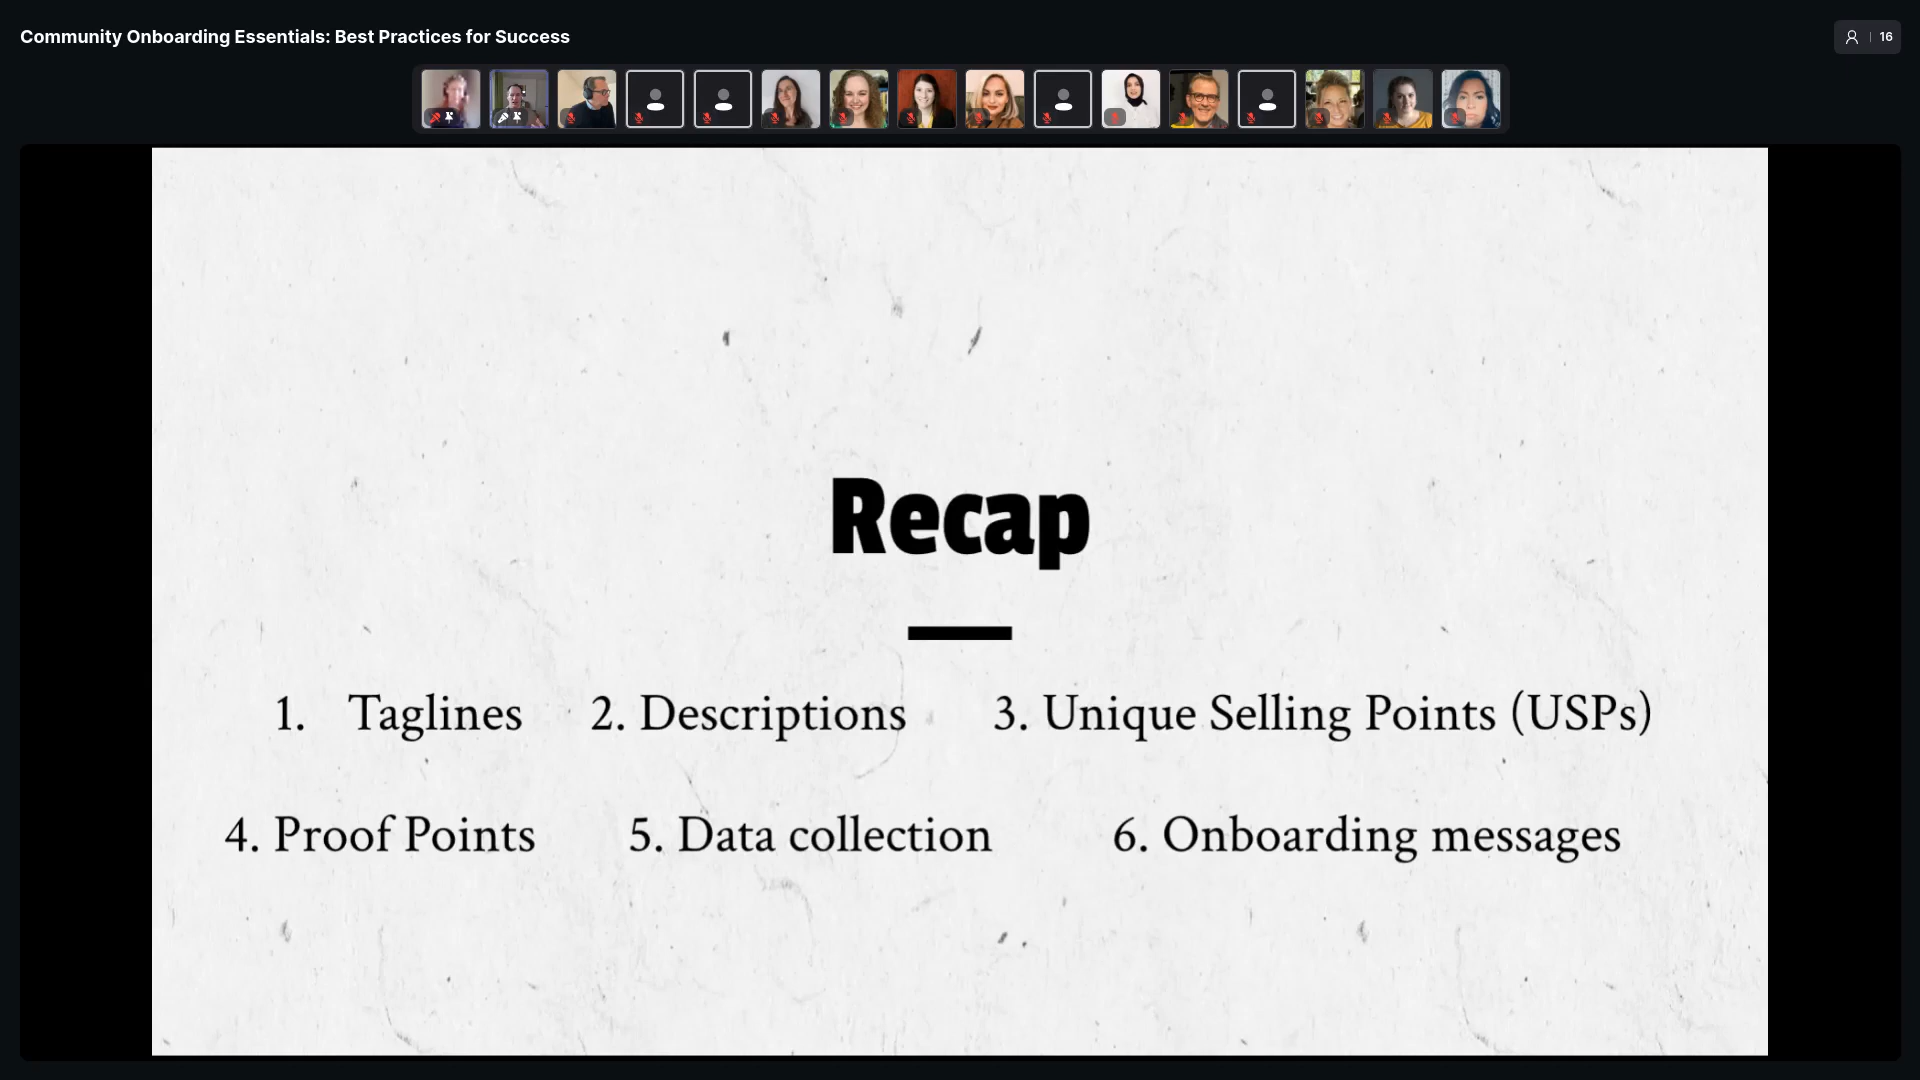 Community Onboarding Essentials: Best Practices for Success
16
Recap
1. Taglines 2. Descriptions 3. Unique Selling Points (USPs)
4. Proof Points 5. Data collection 6. Onboarding messages